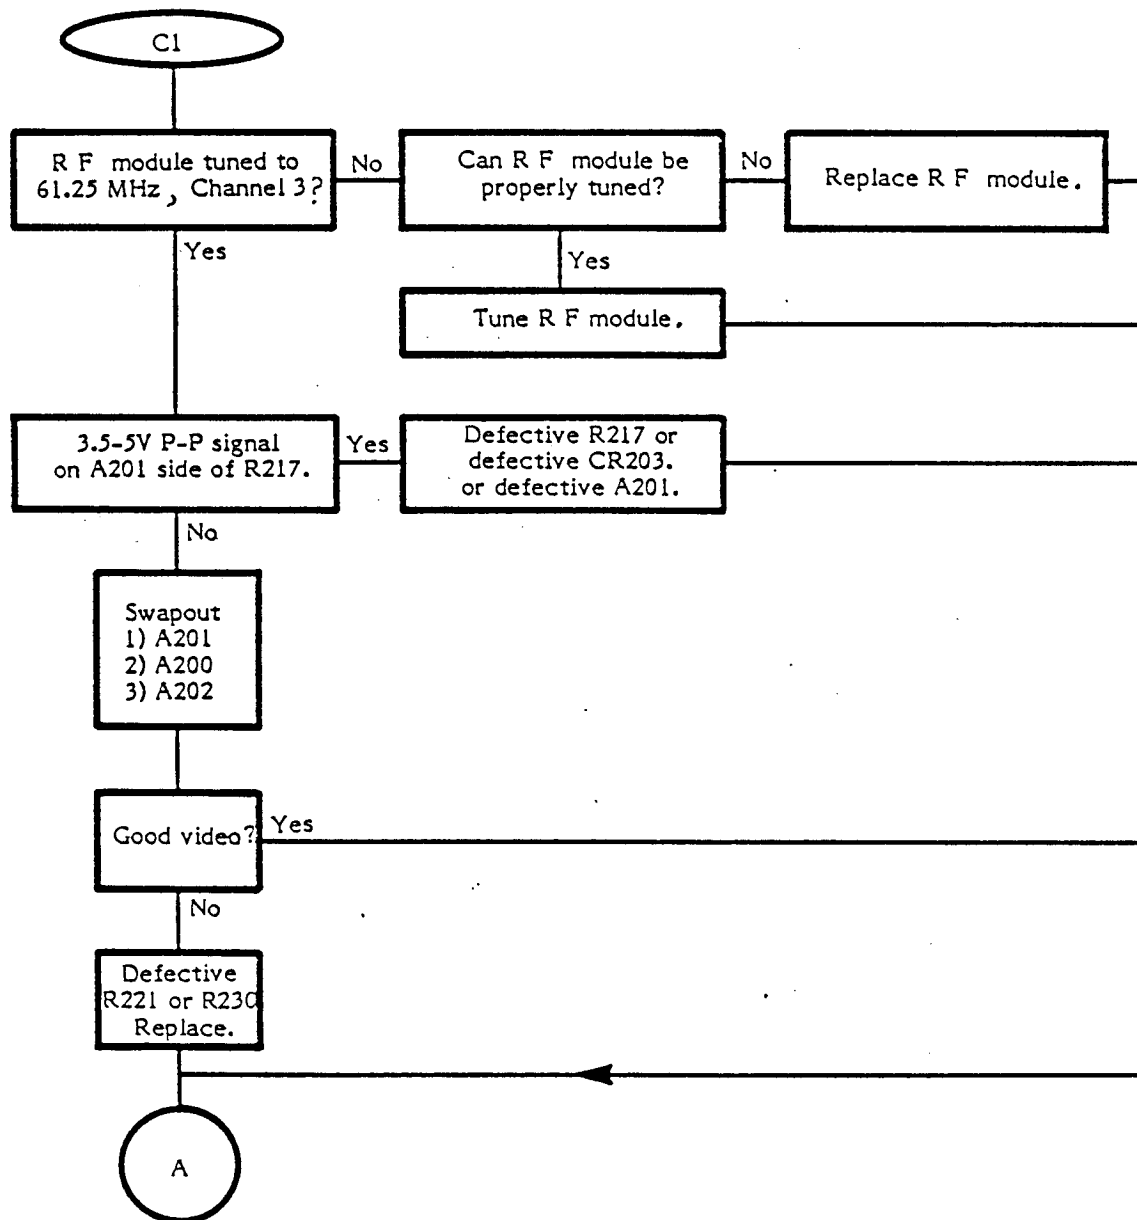 C1
R F module tuned to
61.25 MHz, Channel 3?
No
Can R F module be
properly tuned?
No
Replace R F module.
Yes
Yes
Tune R F module.
3.5-5V P-P signal
on A201 side of R217.
Yes
Defective R217 or
defective CR203.
or defective A201.
No
Swapout
1) A201
2) A200
3) A202
Good video?
Yes
No
Defective
R221 or R230
Replace.
A